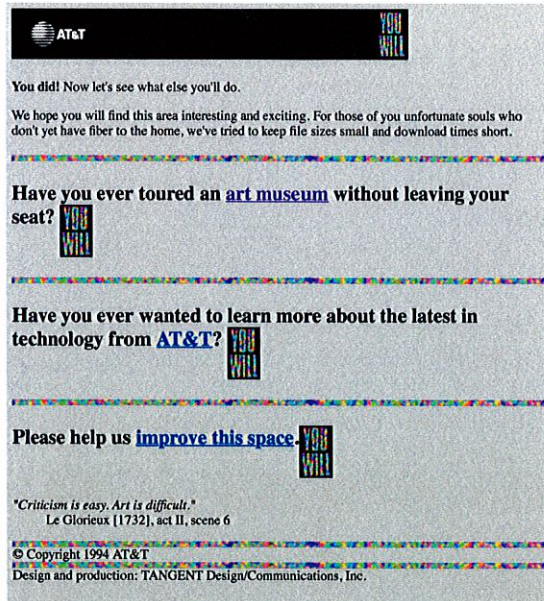 AT&T
YOU
WILL
You did! Now let's see what else you'll do.
We hope you will find this area interesting and exciting. For those of you unfortunate souls who
don't yet have fiber to the home, we've tried to keep file sizes small and download times short.
Have you ever toured an art museum without leaving your
seat? YOU
WILL
Have you ever wanted to learn more about the latest in
technology from AT&T? YOU
WILL
Please help us improve this space. YOU
WILL
"Criticism is easy. Art is difficult."
Le Glorieux [1732], act II, scene 6
© Copyright 1994 AT&T
Design and production: TANGENT Design/Communications, Inc.